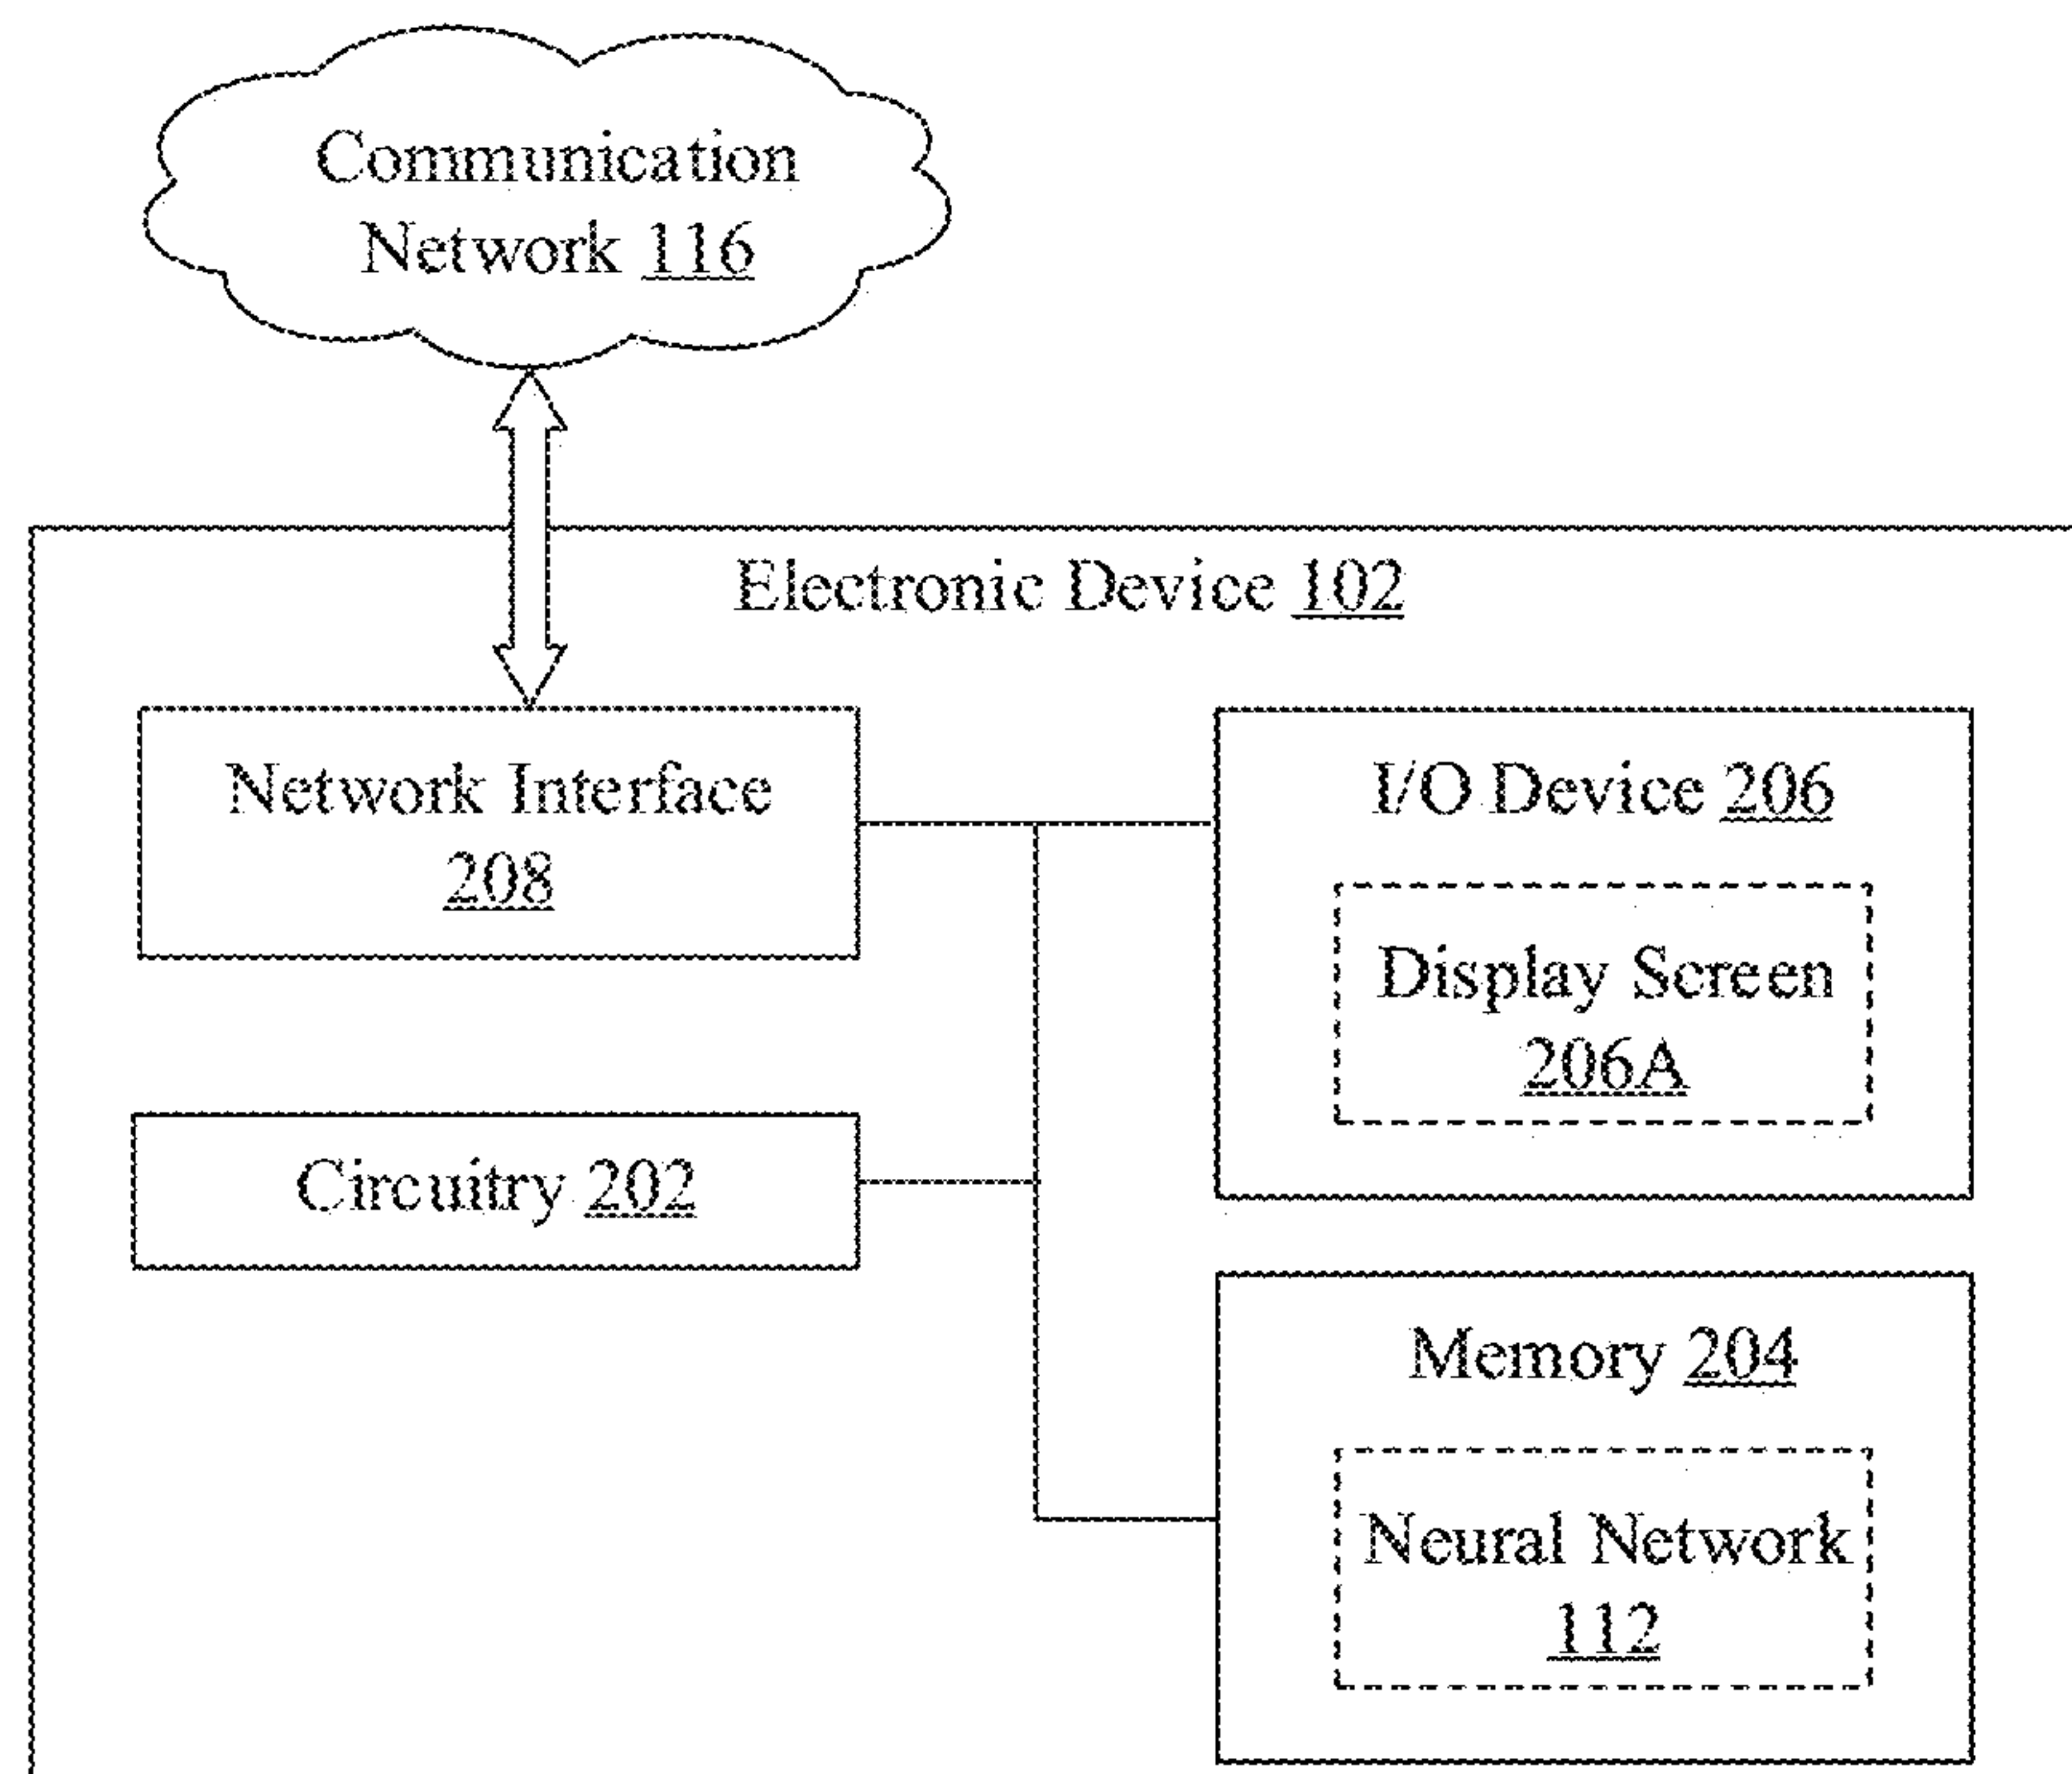 Communication
Network 116
Electronic Device 102
Network Interface
208
I/O Device 206
Display Screen
206A
Circuitry 202
Memory 204
Neural Network
112